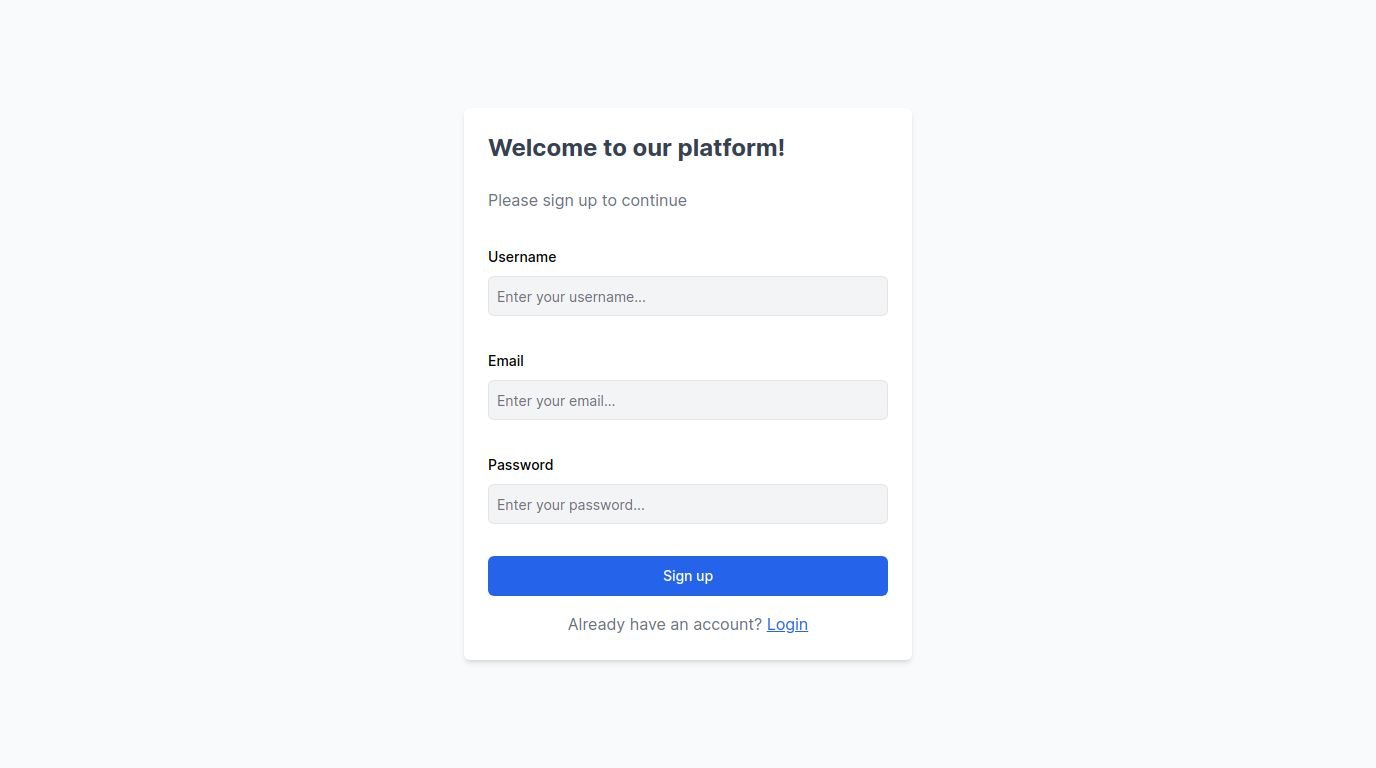 Welcome to our platform!
Please sign up to continue
Username
Enter your username...
Email
Enter your email...
Password
Enter your password...
Sign up
Already have an account? Login